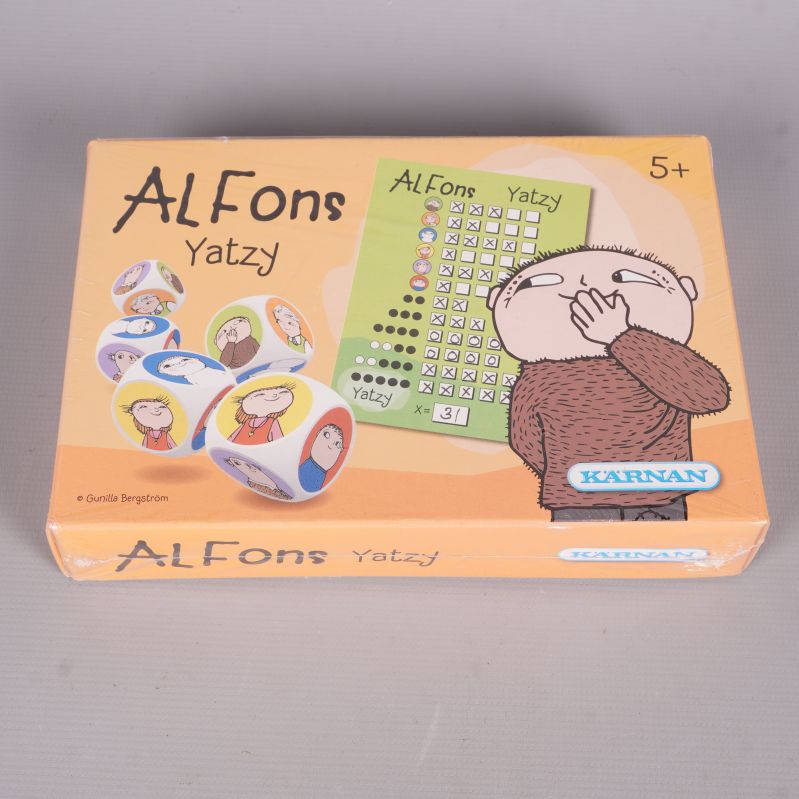 ALFons
Yatzy
5+
ALFons Yatzy
Yatzy
X= 31
KÄRNAN
© Gunilla Bergström
ALFons Yatzy
KÄRNAN